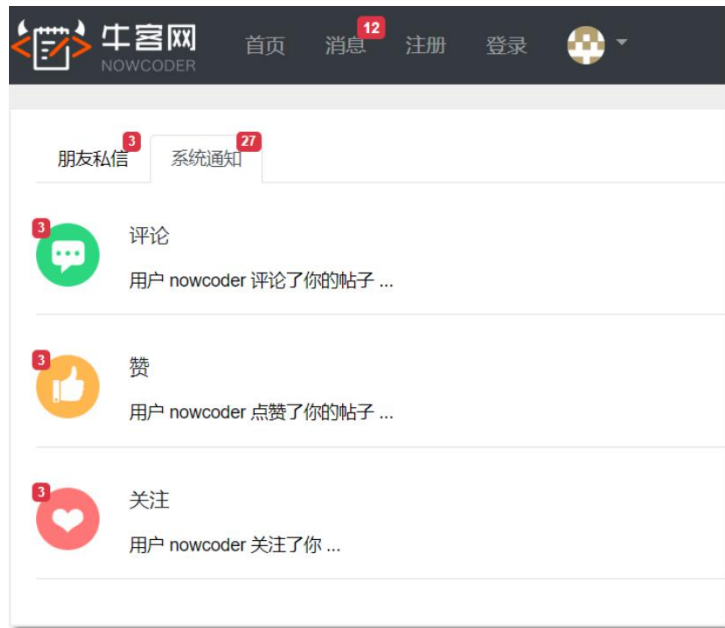 牛客网
NOWCODER
首页 消息 12 注册 登录
朋友私信 3 系统通知 27
3
评论
用户 nowcoder 评论了你的帖子 ...
3
赞
用户 nowcoder 点赞了你的帖子 ...
3
关注
用户 nowcoder 关注了你 ...